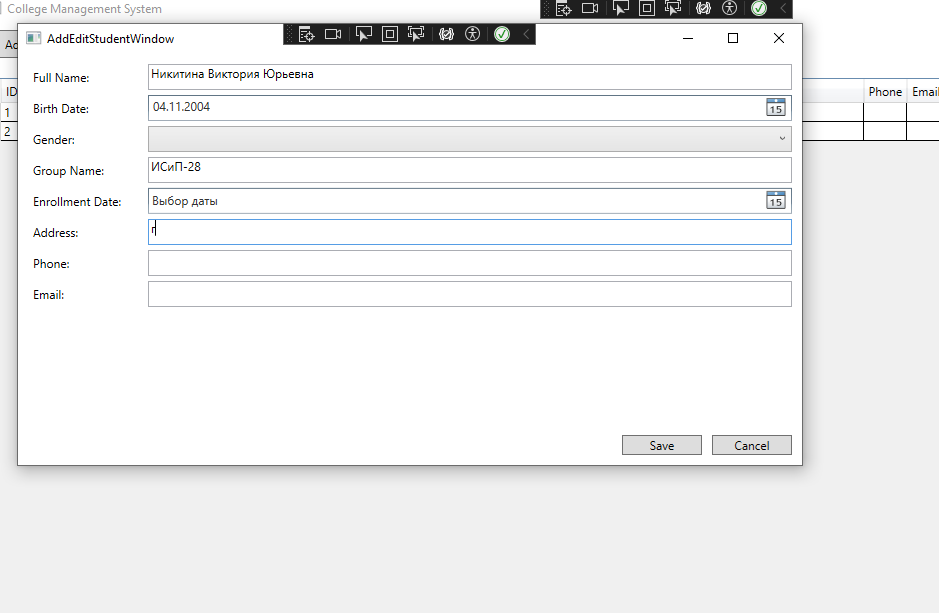 College Management System
AddEditStudentWindow
Ad
ID
Phone
Email
1
2
Full Name:
Никитина Виктория Юрьевна
Birth Date:
04.11.2004
15
Gender:
Group Name:
ИСиП-28
Enrollment Date:
Выбор даты
15
Address:
г
Phone:
Email:
Save
Cancel